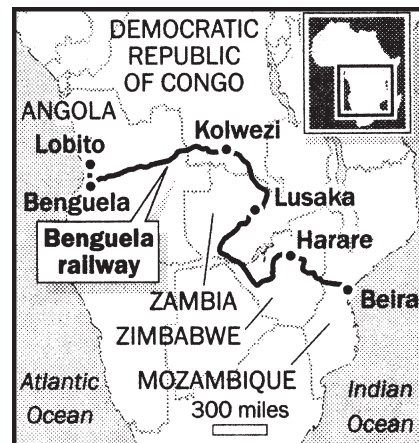 DEMOCRATIC
REPUBLIC
OF CONGO
ANGOLA
Lobito
Kolwezi
Benguela
Lusaka
Benguela
railway
Harare
ZAMBIA
Beira
ZIMBABWE
MOZAMBIQUE
Atlantic
Ocean
300 miles
Indian
Ocean